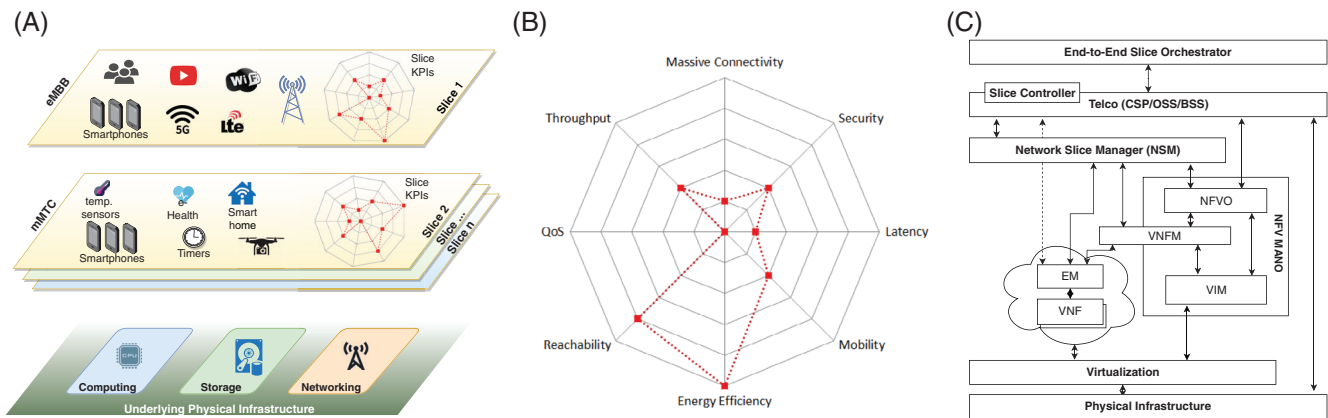 (A)
eMBB
Smartphones
5G
WiFi
Lte
Slice
KPIs
Slice 1
mMTC
temp.
sensors
Smartphones
e-
Health
Timers
Smart
home
Slice
KPIs
Slice 2
Slice ...
Slice n
CPU
Computing
Storage
Networking
Underlying Physical Infrastructure
(B)
Massive Connectivity
Throughput
Security
QoS
Latency
Reachability
Mobility
Energy Efficiency
(C)
End-to-End Slice Orchestrator
Slice Controller
Telco (CSP/OSS/BSS)
Network Slice Manager (NSM)
NFVO
VNFM
NFV MANO
EM
VIM
VNF
Virtualization
Physical Infrastructure